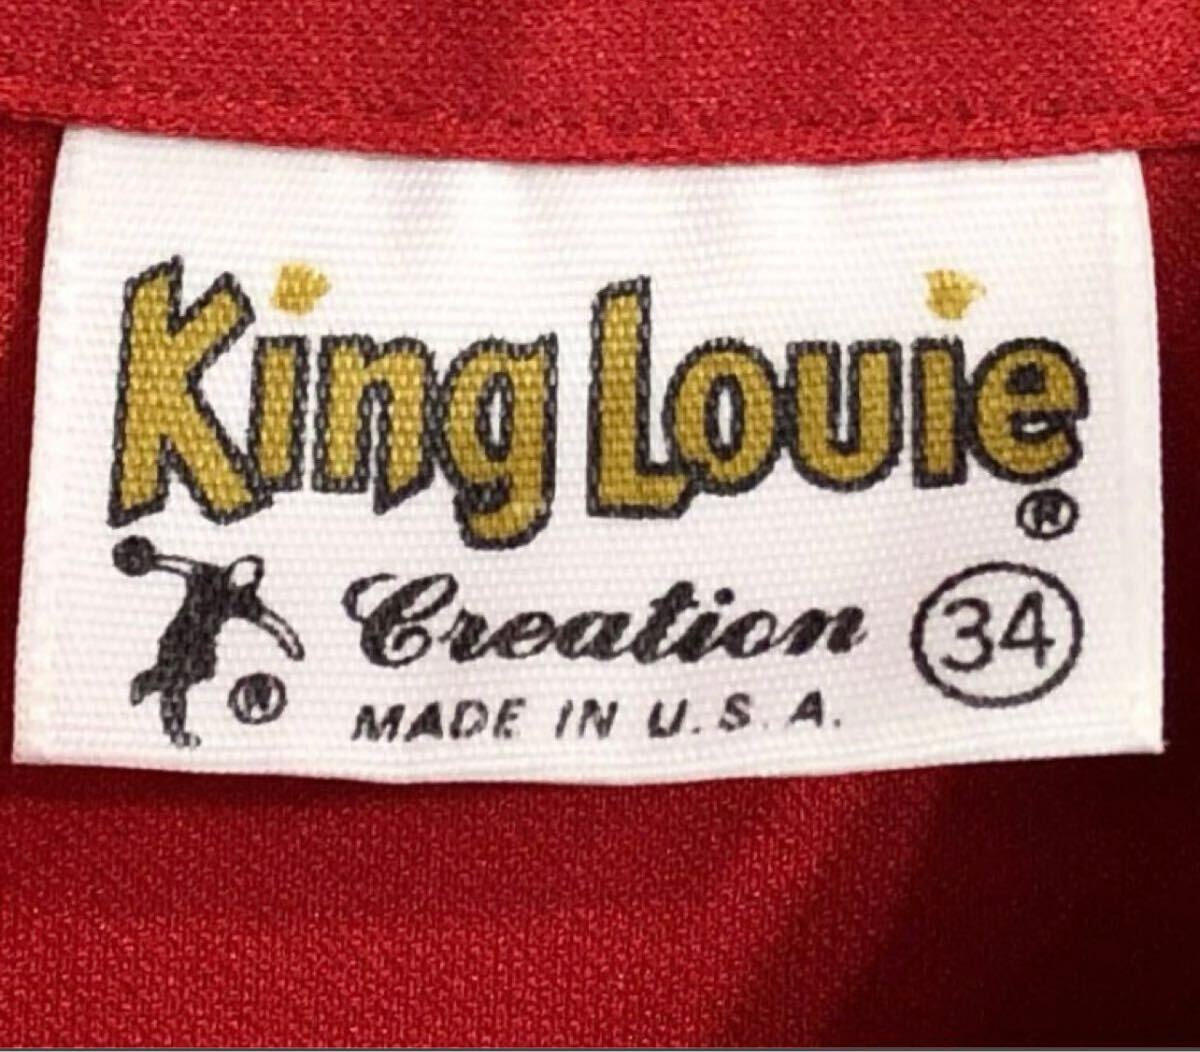 King Louie
®
Creation 34
®
MADE IN U.S.A.